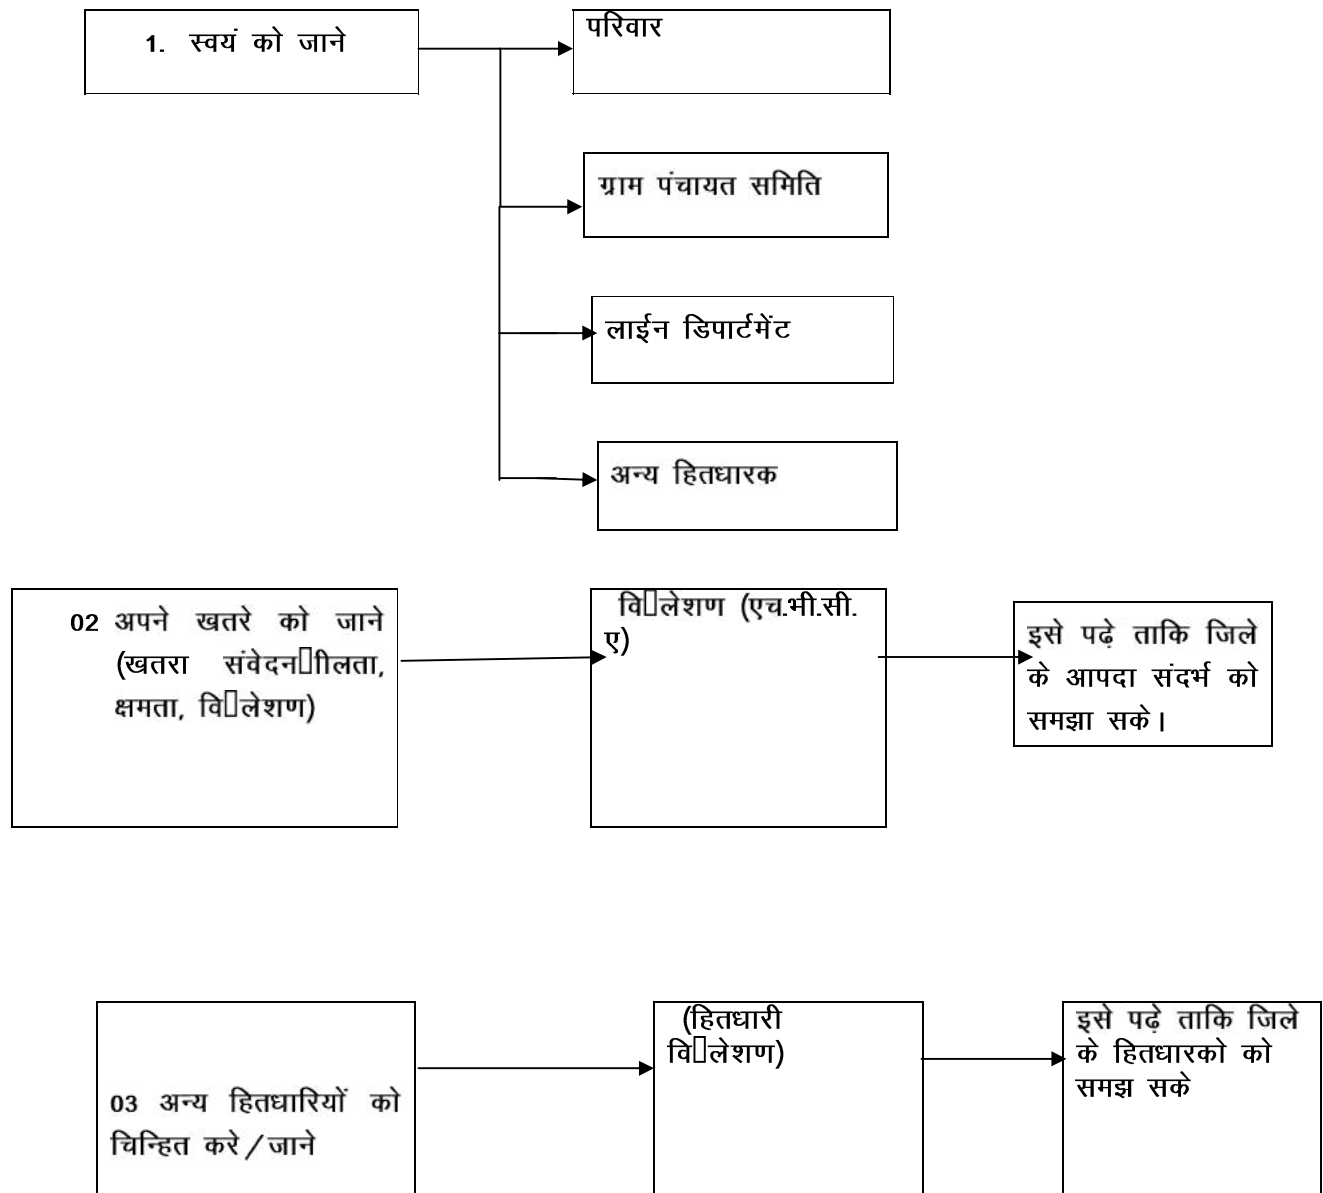 1. स्वयं को जाने
परिवार
ग्राम पंचायत समिति
लाईन डिपार्टमेंट
अन्य हितधारक
02 अपने खतरे को जाने
(खतरा संवेदन▯ाीलता,
क्षमता, वि▯लेशण)
वि▯लेशण (एच.भी.सी.
ए)
इसे पढ़े ताकि जिले
के आपदा संदर्भ को
समझा सके।
03 अन्य हितधारियों को
चिन्हित करे/जाने
(हितधारी
वि▯लेशण)
इसे पढ़े ताकि जिले
के हितधारको को
समझ सके